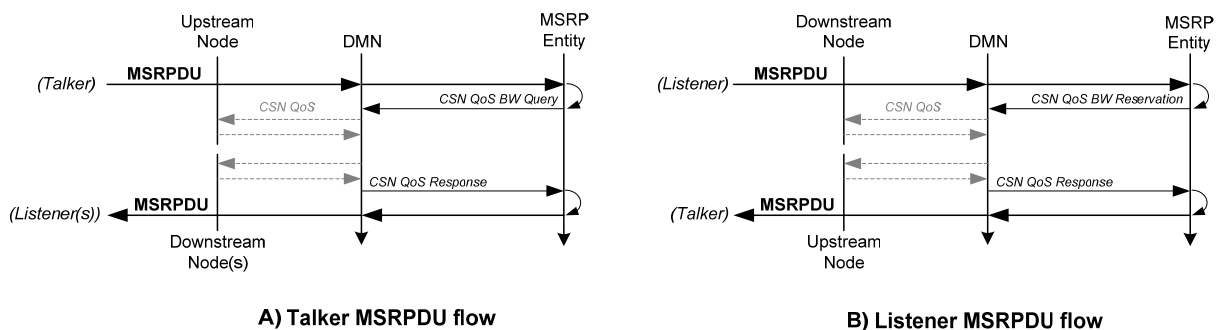 Upstream
Node
DMN
MSRP
Entity
(Talker)
MSRPDU
CSN QoS BW Query
CSN QoS
CSN QoS Response
(Listener(s))
MSRPDU
Downstream
Node(s)
A) Talker MSRPDU flow
Downstream
Node
DMN
MSRP
Entity
(Listener)
MSRPDU
CSN QoS BW Reservation
CSN QoS
CSN QoS Response
(Talker)
MSRPDU
Upstream
Node
B) Listener MSRPDU flow